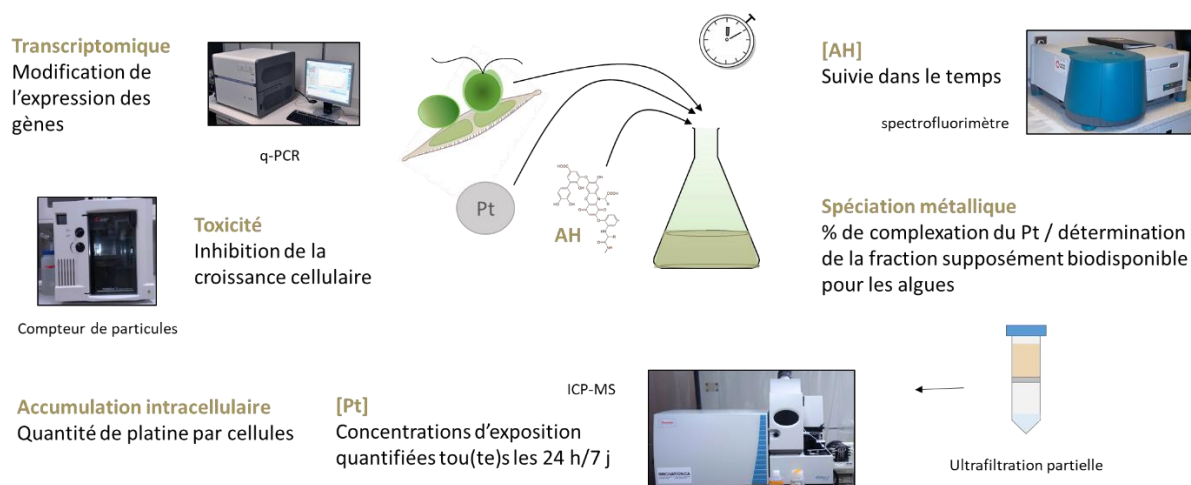 Transcriptomique
Modification de
l'expression des
gènes
q-PCR
Pt
AH
[AH]
Suivie dans le temps
spectrofluorimètre
Toxicité
Inhibition de la
croissance cellulaire
Compteur de particules
Spéciation métallique
% de complexation du Pt / détermination
de la fraction supposément biodisponible
pour les algues
Accumulation intracellulaire
Quantité de platine par cellules
[Pt]
Concentrations d'exposition
quantifiées tou(te)s les 24 h/7 j
ICP-MS
Ultrafiltration partielle